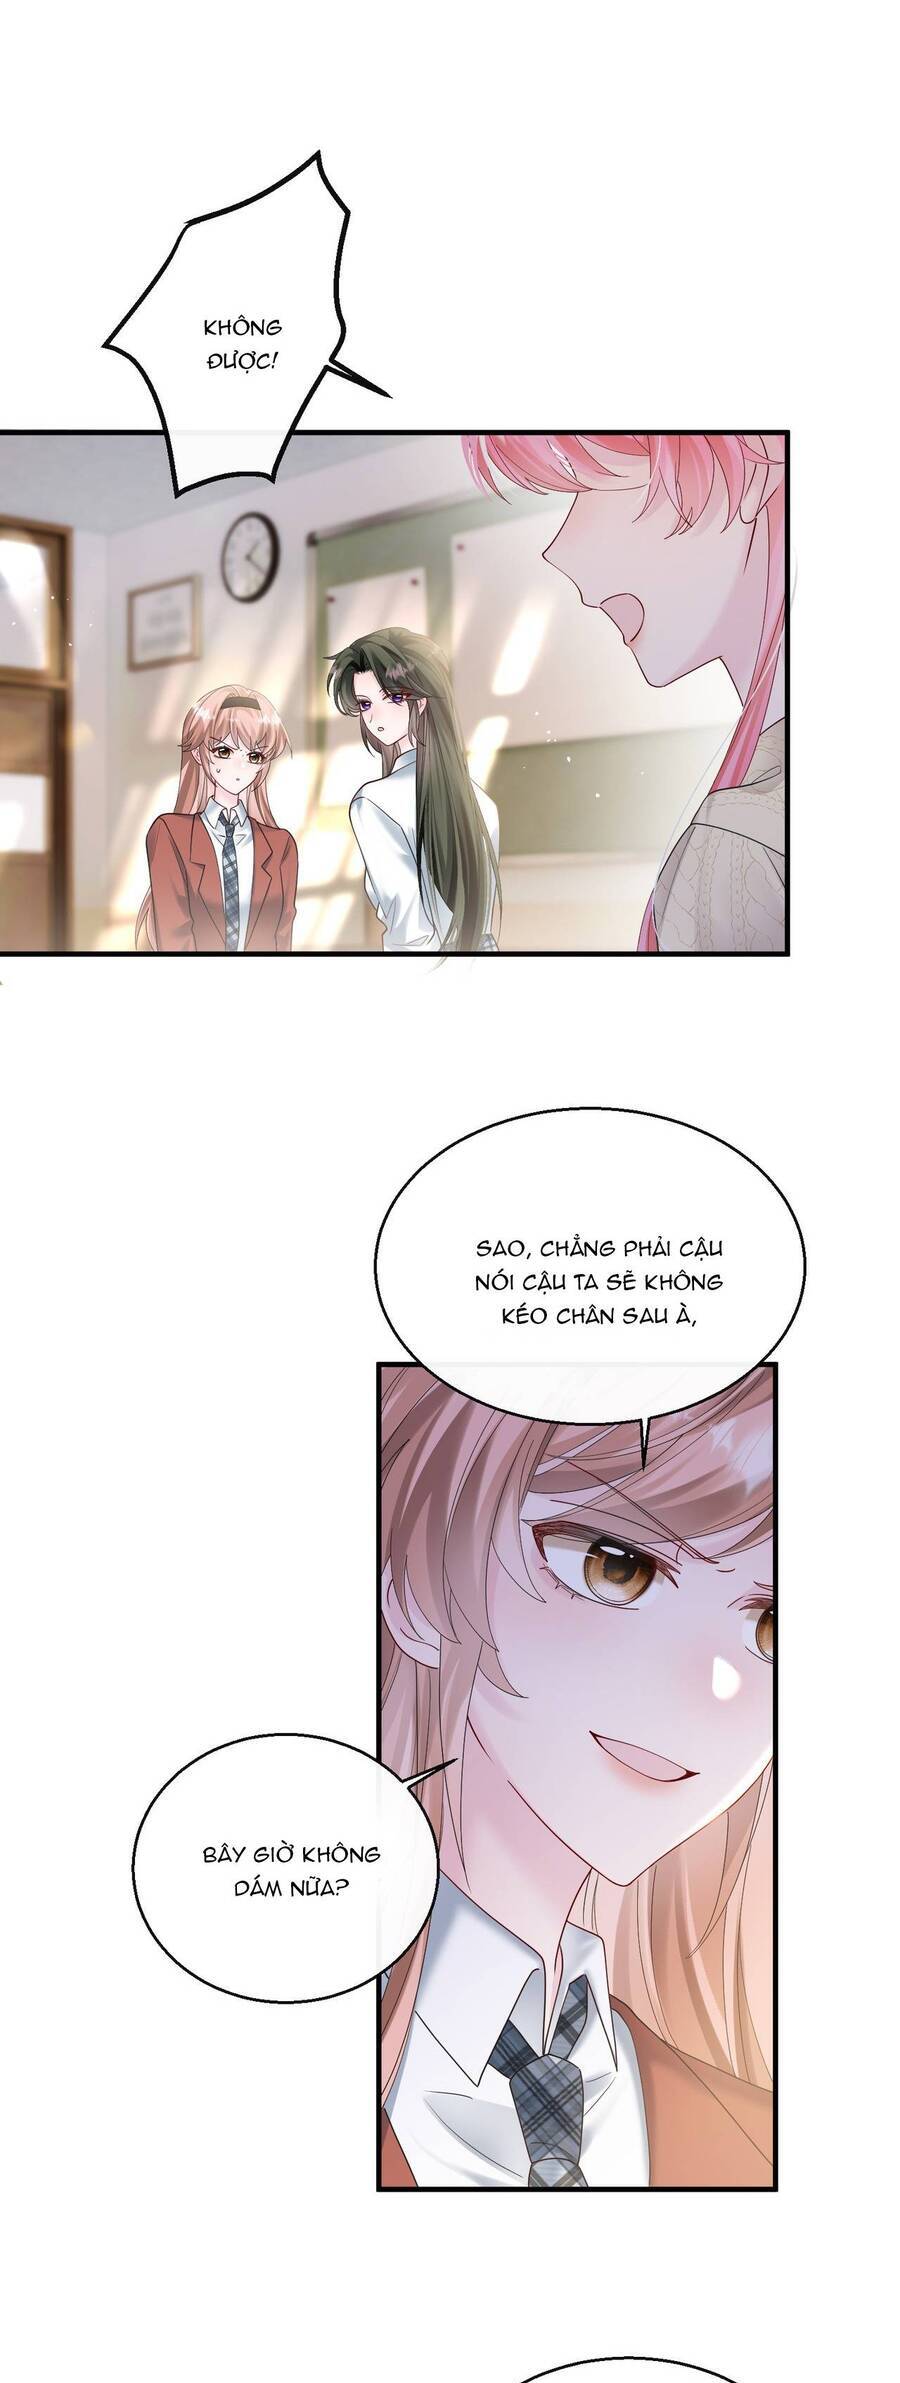 KHÔNG
ĐƯỢC!
SAO, CHẲNG PHẢI CẬU
NÓI CẬU TA SẼ KHÔNG
KÉO CHÂN SAU À,
BÂY GIỜ KHÔNG
DÁM NỮA?